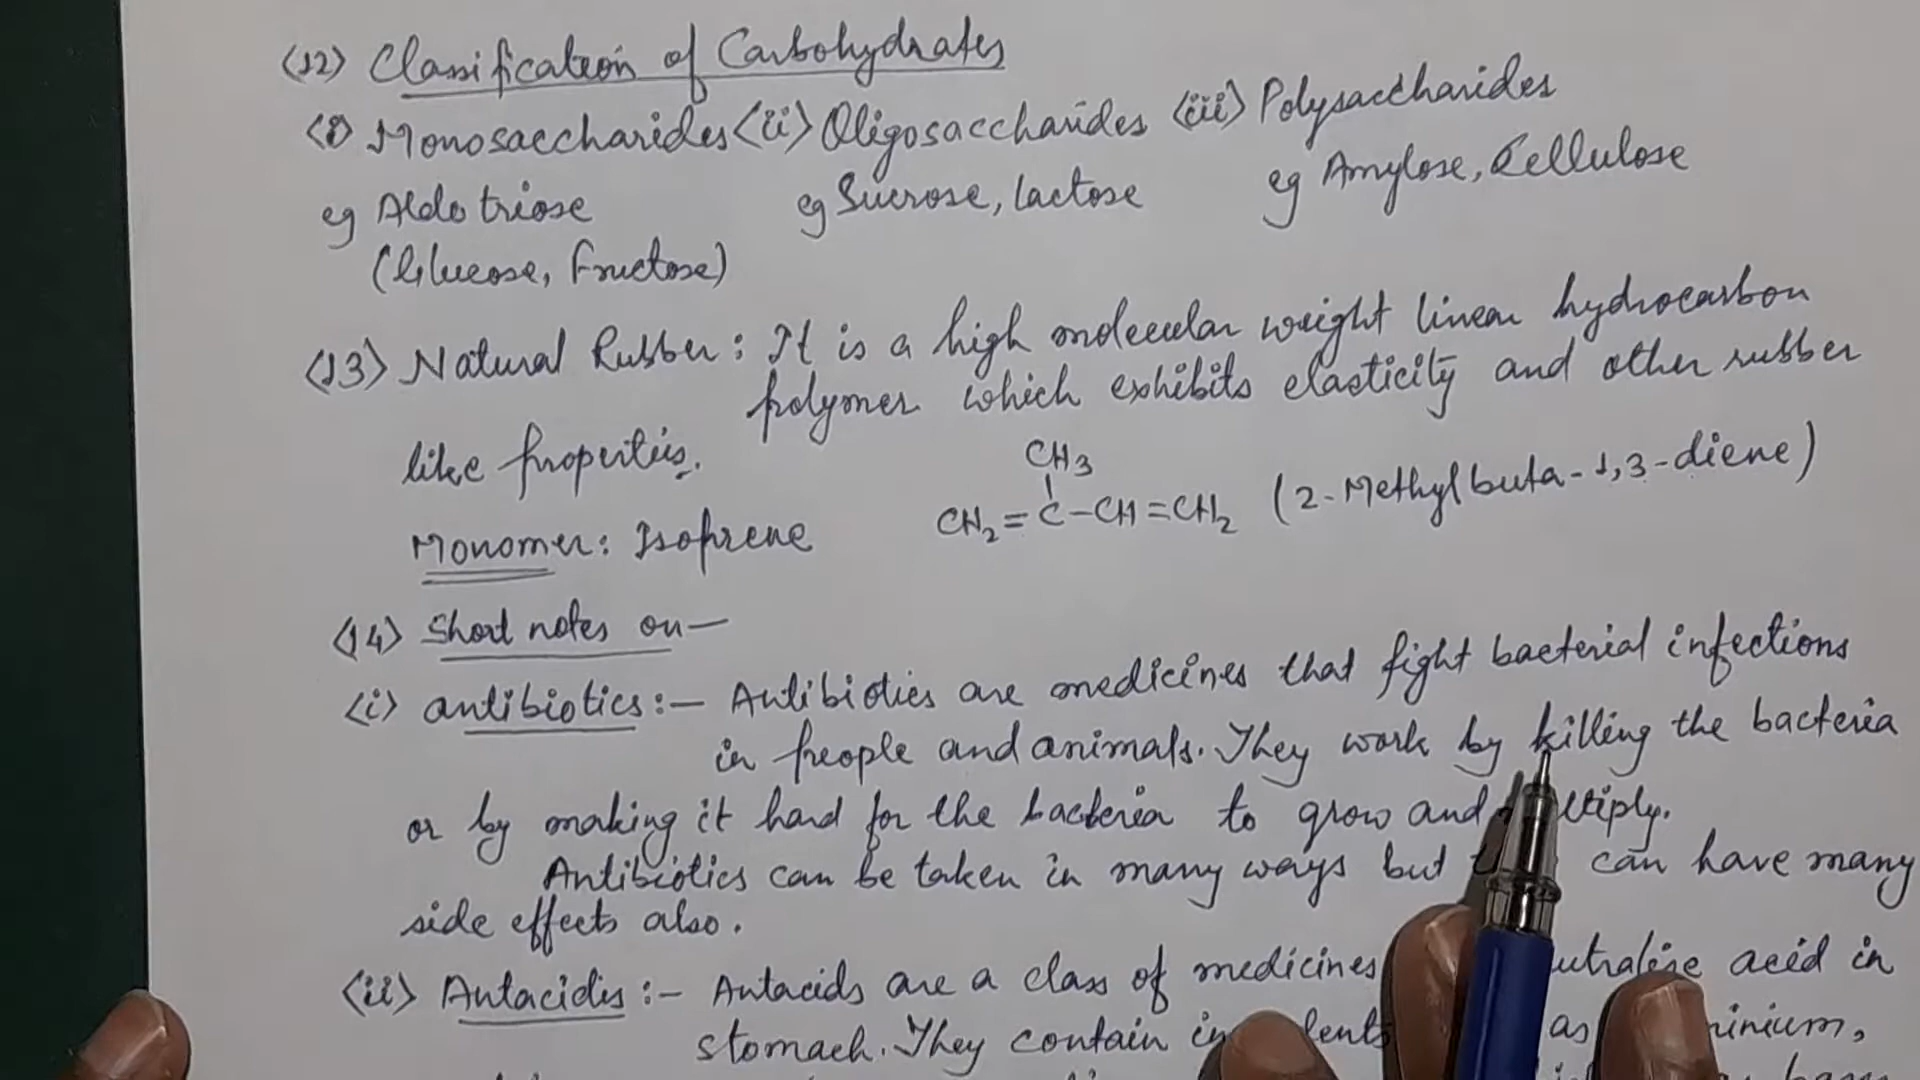 (12) Classification of Carbohydrates
(i) Monosaccharides (ii) Oligosaccharides (iii) Polysaccharides
eg Aldotriose eg Sucrose, lactose eg Amylose, Cellulose
(Glucose, Fructose)
(13) Natural Rubber: It is a high molecular weight linear hydrocarbon
polymer which exhibits elasticity and other rubber
like properties.
CH3
Monomer: Isoprene CH2=C-CH=CH2 (2-Methylbuta-1,3-diene)
(14) Short notes on—
(i) antibiotics:— Antibiotics are medicines that fight bacterial infections
in people and animals. They work by killing the bacteria
or by making it hard for the bacteria to grow and ltiply.
Antibiotics can be taken in many ways but can have many
side effects also.
(ii) Antacids:— Antacids are a class of medicines utralise acid in
stomach. They contain in as inium,